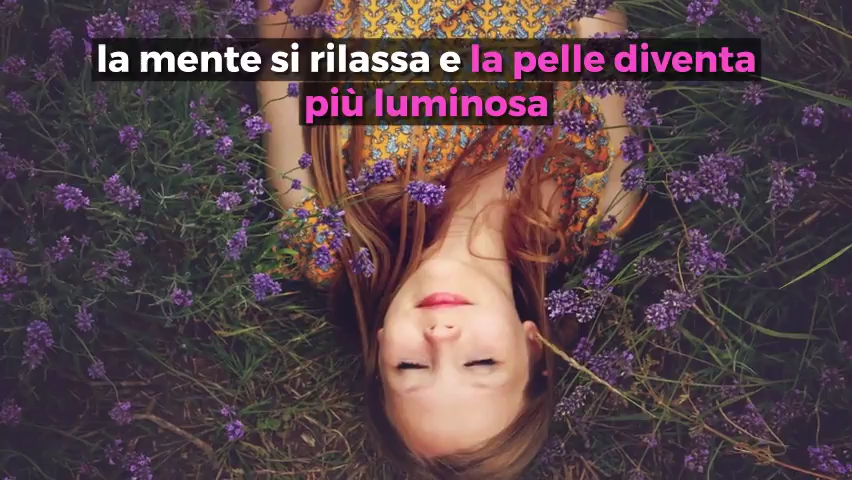 la mente si rilassa e la pelle diventa
più luminosa